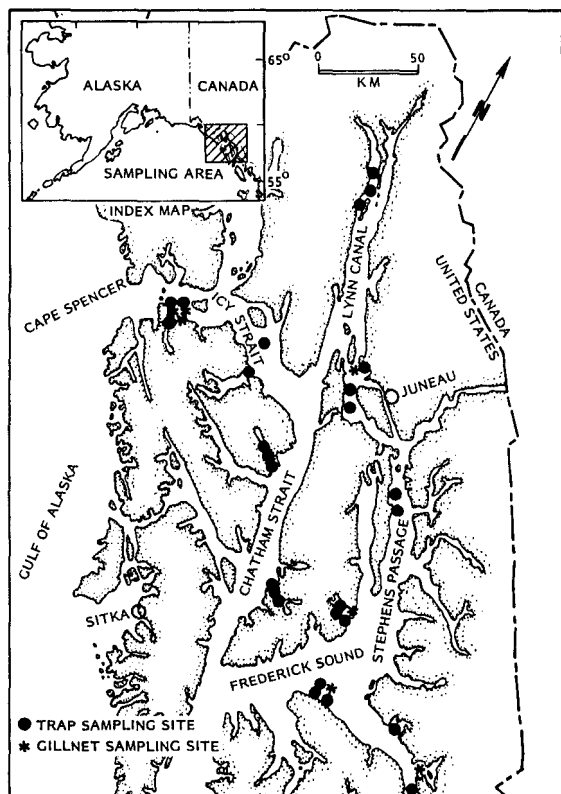 ALASKA
CANADA
65°
55°
SAMPLING AREA
INDEX MAP
0 50
KM
N
CAPE SPENCER
ICY STRAIT
LYNN CANAL
CANADA
UNITED STATES
JUNEAU
GULF OF ALASKA
CHATHAM STRAIT
STEPHENS PASSAGE
SITKA
FREDERICK SOUND
TRAP SAMPLING SITE
* GILLNET SAMPLING SITE